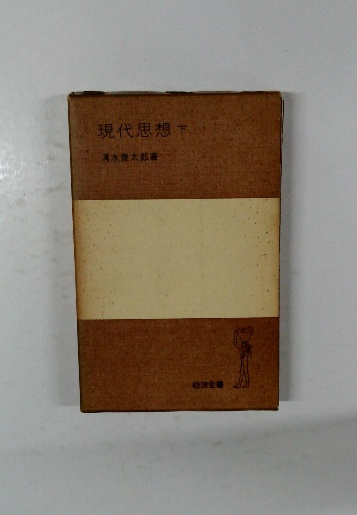 現代思想 下
清水幾太郎著
岩波全書